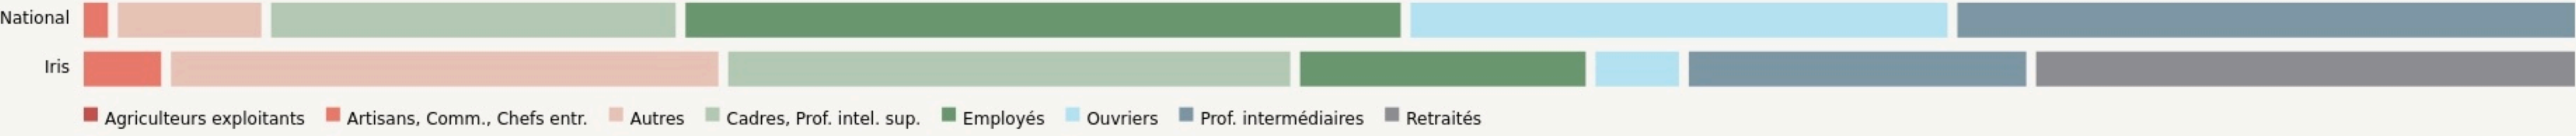 National
Iris
Agriculteurs exploitants Artisans, Comm., Chefs entr. Autres Cadres, Prof. intel. sup. Employés Ouvriers Prof. intermédiaires Retraités